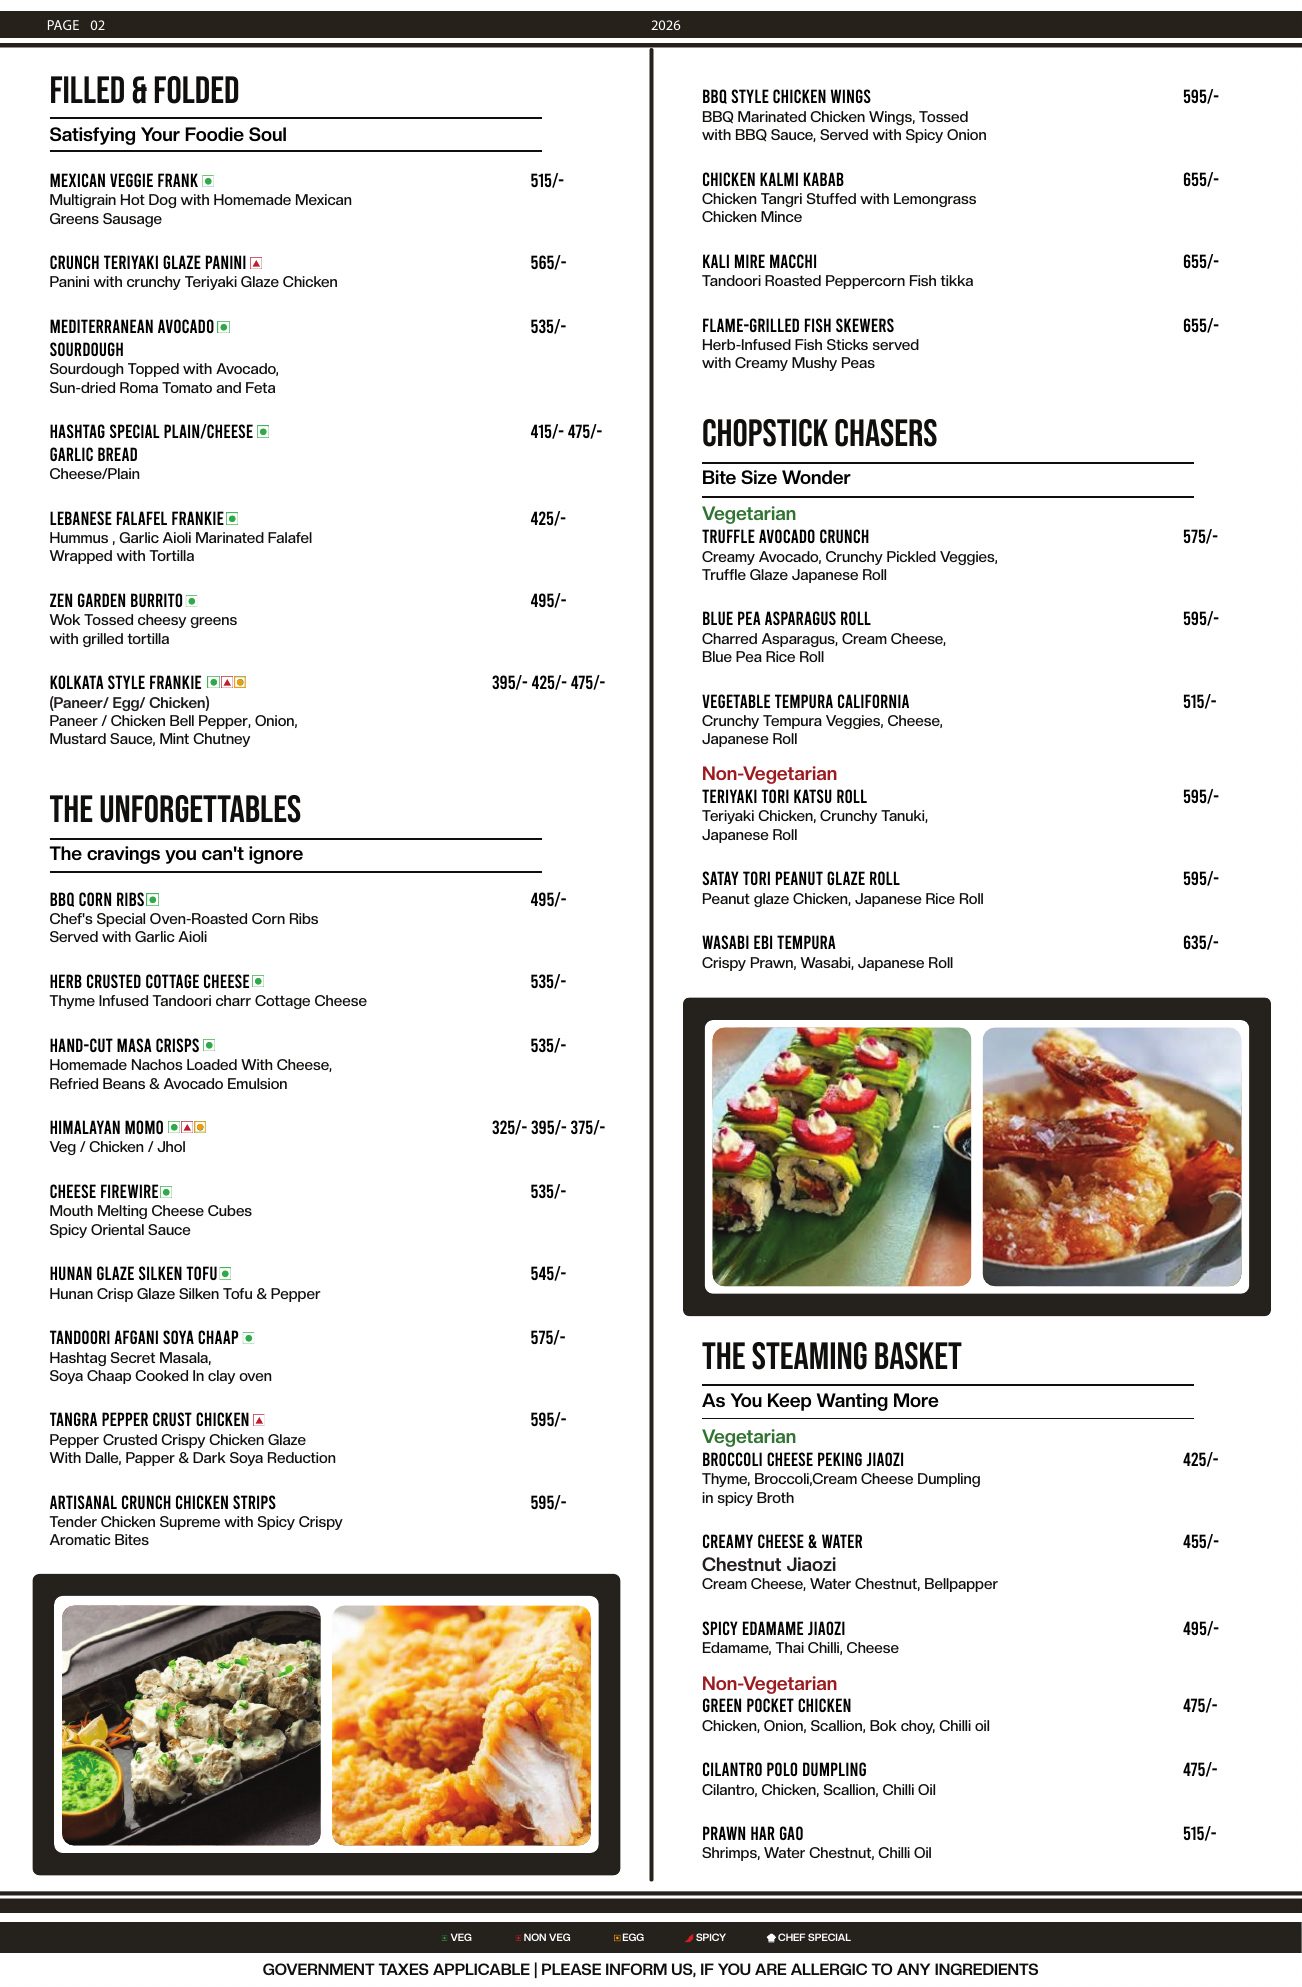 PAGE 02
2026
FILLED & FOLDED
Satisfying Your Foodie Soul
MEXICAN VEGGIE FRANK 515/-
Multigrain Hot Dog with Homemade Mexican
Greens Sausage
CRUNCH TERIYAKI GLAZE PANINI 565/-
Panini with crunchy Teriyaki Glaze Chicken
MEDITERRANEAN AVOCADO 535/-
SOURDOUGH
Sourdough Topped with Avocado,
Sun-dried Roma Tomato and Feta
HASHTAG SPECIAL PLAIN/CHEESE 415/- 475/-
GARLIC BREAD
Cheese/Plain
LEBANESE FALAFEL FRANKIE 425/-
Hummus , Garlic Aioli Marinated Falafel
Wrapped with Tortilla
ZEN GARDEN BURRITO 495/-
Wok Tossed cheesy greens
with grilled tortilla
KOLKATA STYLE FRANKIE 395/- 425/- 475/-
(Paneer/ Egg/ Chicken)
Paneer / Chicken Bell Pepper, Onion,
Mustard Sauce, Mint Chutney
THE UNFORGETTABLES
The cravings you can't ignore
BBQ CORN RIBS 495/-
Chef's Special Oven-Roasted Corn Ribs
Served with Garlic Aioli
HERB CRUSTED COTTAGE CHEESE 535/-
Thyme Infused Tandoori charr Cottage Cheese
HAND-CUT MASA CRISPS 535/-
Homemade Nachos Loaded With Cheese,
Refried Beans & Avocado Emulsion
HIMALAYAN MOMO 325/- 395/- 375/-
Veg / Chicken / Jhol
CHEESE FIREWIRE 535/-
Mouth Melting Cheese Cubes
Spicy Oriental Sauce
HUNAN GLAZE SILKEN TOFU 545/-
Hunan Crisp Glaze Silken Tofu & Pepper
TANDOORI AFGANI SOYA CHAAP 575/-
Hashtag Secret Masala,
Soya Chaap Cooked In clay oven
TANGRA PEPPER CRUST CHICKEN 595/-
Pepper Crusted Crispy Chicken Glaze
With Dalle, Papper & Dark Soya Reduction
ARTISANAL CRUNCH CHICKEN STRIPS 595/-
Tender Chicken Supreme with Spicy Crispy
Aromatic Bites
BBQ STYLE CHICKEN WINGS 595/-
BBQ Marinated Chicken Wings, Tossed
with BBQ Sauce, Served with Spicy Onion
CHICKEN KALMI KABAB 655/-
Chicken Tangri Stuffed with Lemongrass
Chicken Mince
KALI MIRE MACCHI 655/-
Tandoori Roasted Peppercorn Fish tikka
FLAME-GRILLED FISH SKEWERS 655/-
Herb-Infused Fish Sticks served
with Creamy Mushy Peas
CHOPSTICK CHASERS
Bite Size Wonder
Vegetarian
TRUFFLE AVOCADO CRUNCH 575/-
Creamy Avocado, Crunchy Pickled Veggies,
Truffle Glaze Japanese Roll
BLUE PEA ASPARAGUS ROLL 595/-
Charred Asparagus, Cream Cheese,
Blue Pea Rice Roll
VEGETABLE TEMPURA CALIFORNIA 515/-
Crunchy Tempura Veggies, Cheese,
Japanese Roll
Non-Vegetarian
TERIYAKI TORI KATSU ROLL 595/-
Teriyaki Chicken, Crunchy Tanuki,
Japanese Roll
SATAY TORI PEANUT GLAZE ROLL 595/-
Peanut glaze Chicken, Japanese Rice Roll
WASABI EBI TEMPURA 635/-
Crispy Prawn, Wasabi, Japanese Roll
THE STEAMING BASKET
As You Keep Wanting More
Vegetarian
BROCCOLI CHEESE PEKING JIAOZI 425/-
Thyme, Broccoli,Cream Cheese Dumpling
in spicy Broth
CREAMY CHEESE & WATER 455/-
Chestnut Jiaozi
Cream Cheese, Water Chestnut, Bellpapper
SPICY EDAMAME JIAOZI 495/-
Edamame, Thai Chilli, Cheese
Non-Vegetarian
GREEN POCKET CHICKEN 475/-
Chicken, Onion, Scallion, Bok choy, Chilli oil
CILANTRO POLO DUMPLING 475/-
Cilantro, Chicken, Scallion, Chilli Oil
PRAWN HAR GAO 515/-
Shrimps, Water Chestnut, Chilli Oil
VEG NON VEG EGG SPICY CHEF SPECIAL
GOVERNMENT TAXES APPLICABLE | PLEASE INFORM US, IF YOU ARE ALLERGIC TO ANY INGREDIENTS